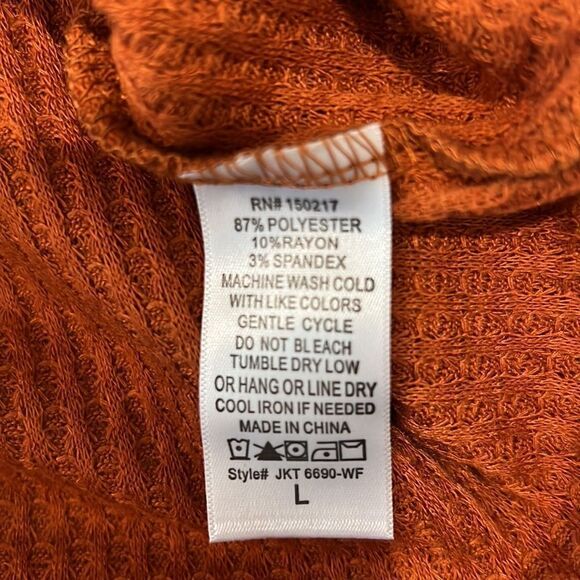 RN# 150217
87% POLYESTER
10%RAYON
3% SPANDEX
MACHINE WASH COLD
WITH LIKE COLORS
GENTLE CYCLE
DO NOT BLEACH
TUMBLE DRY LOW
OR HANG OR LINE DRY
COOL IRON IF NEEDED
MADE IN CHINA
Style# JKT 6690-WF
L